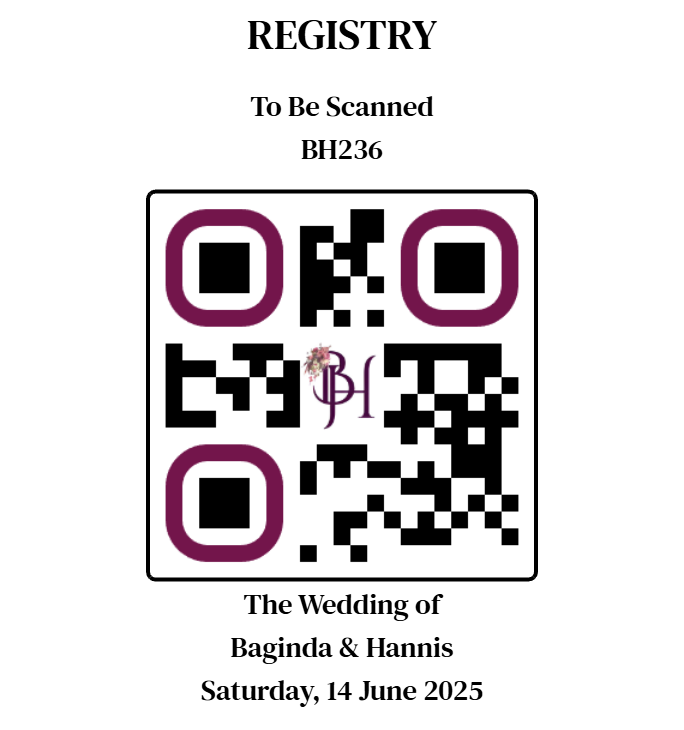 REGISTRY
To Be Scanned
BH236
BH
The Wedding of
Baginda & Hannis
Saturday, 14 June 2025